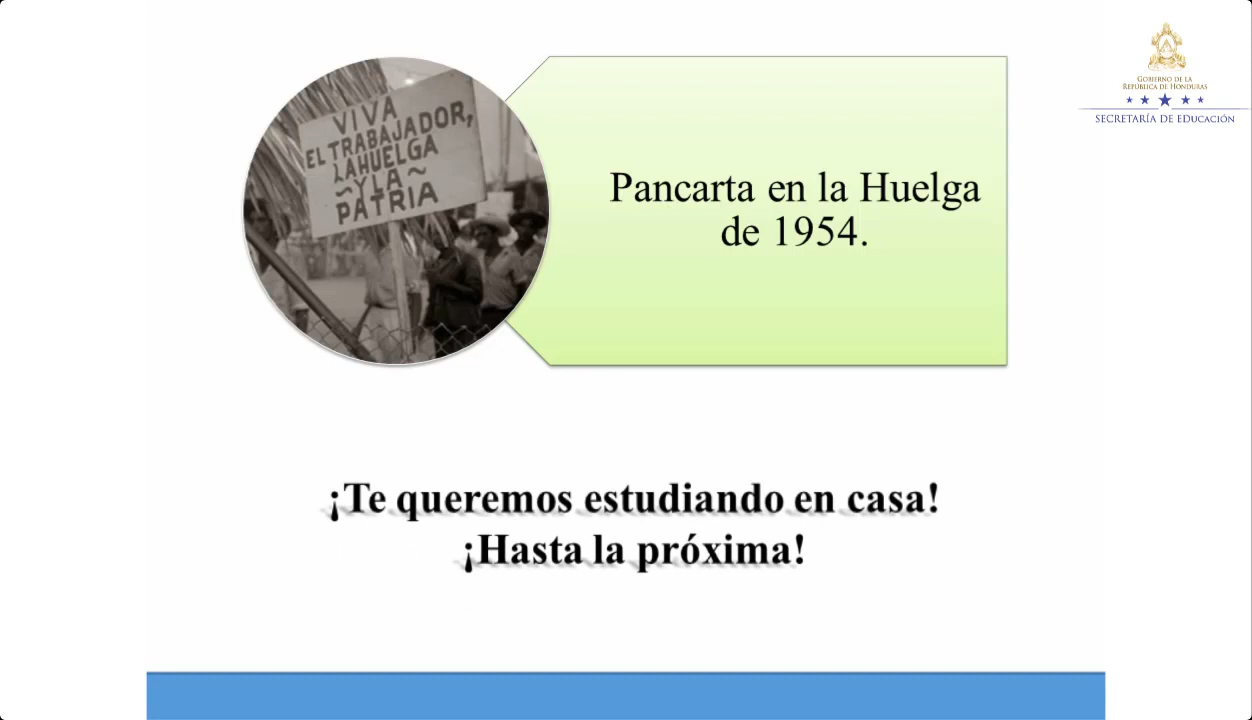 VIVA
EL TRABAJADOR,
LA HUELGA
~Y LA~
PATRIA
Pancarta en la Huelga
de 1954.
GOBIERNO DE LA
REPÚBLICA DE HONDURAS
SECRETARÍA DE EDUCACIÓN
¡Te queremos estudiando en casa!
¡Hasta la próxima!